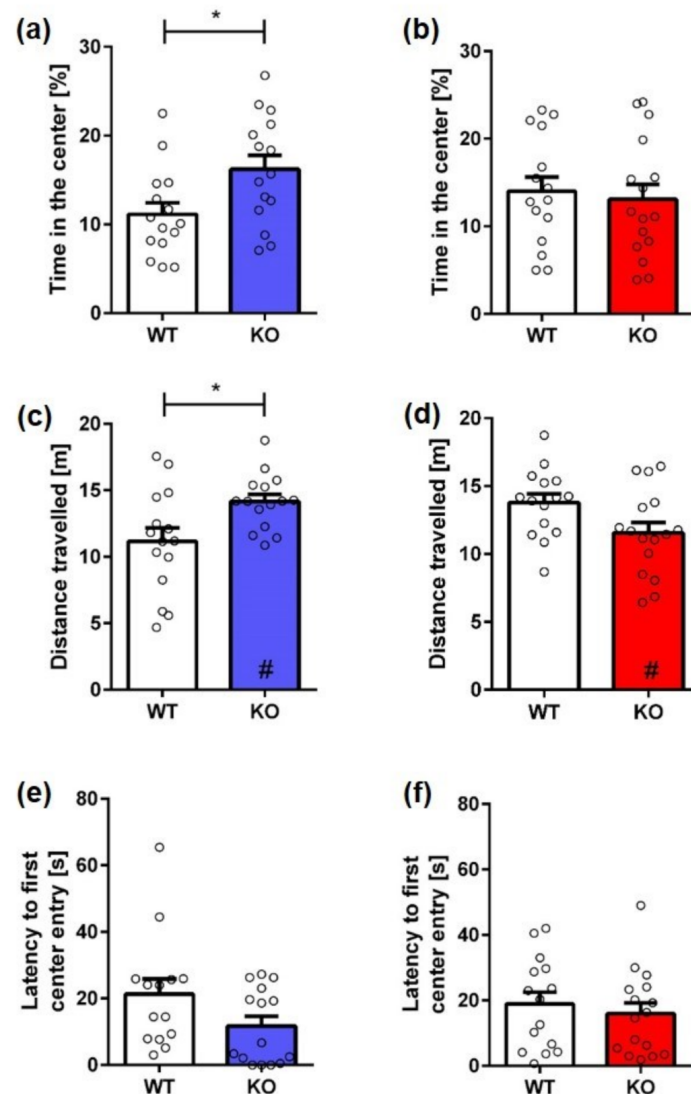 (a)
*
Time in the center [%]
30
20
10
0
WT KO
(b)
Time in the center [%]
30
20
10
0
WT KO
(c)
*
Distance travelled [m]
20
15
10
5
0
#
WT KO
(d)
Distance travelled [m]
20
15
10
5
0
#
WT KO
(e)
Latency to first
center entry [s]
80
60
40
20
0
WT KO
(f)
Latency to first
center entry [s]
80
60
40
20
0
WT KO